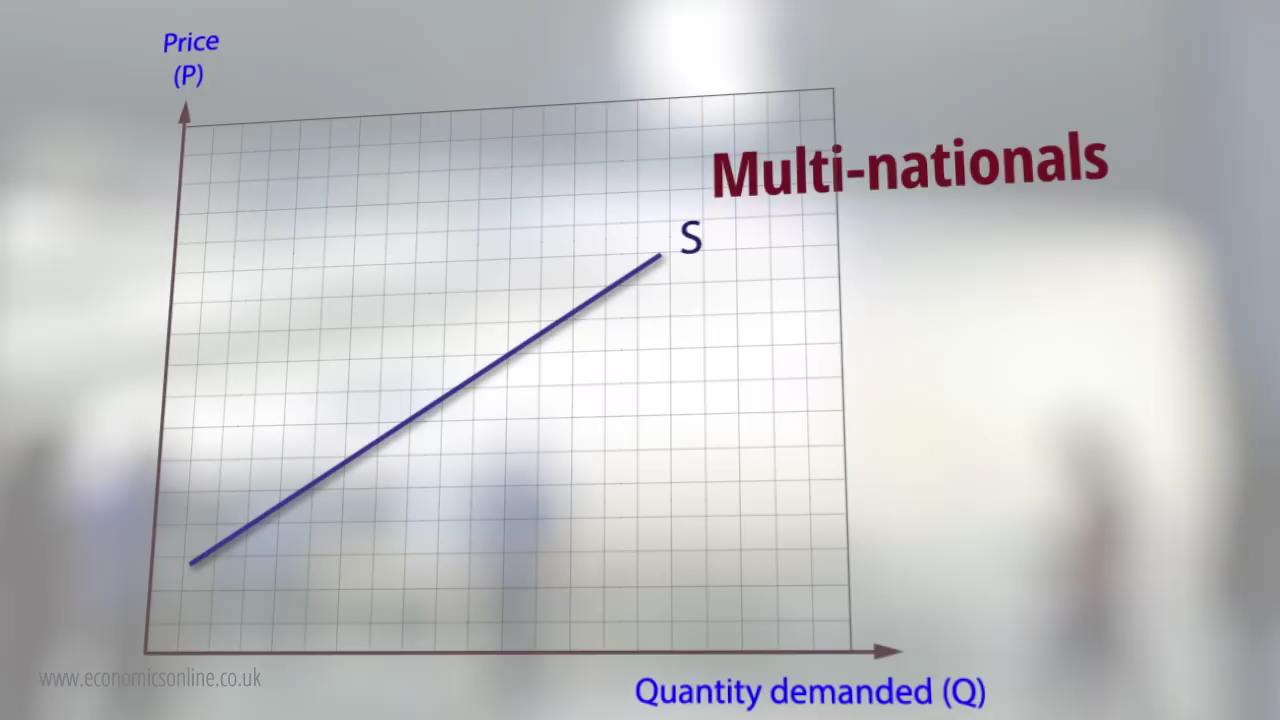 Price
(P)
Multi-nationals
S
www.economicsonline.co.uk
Quantity demanded (Q)